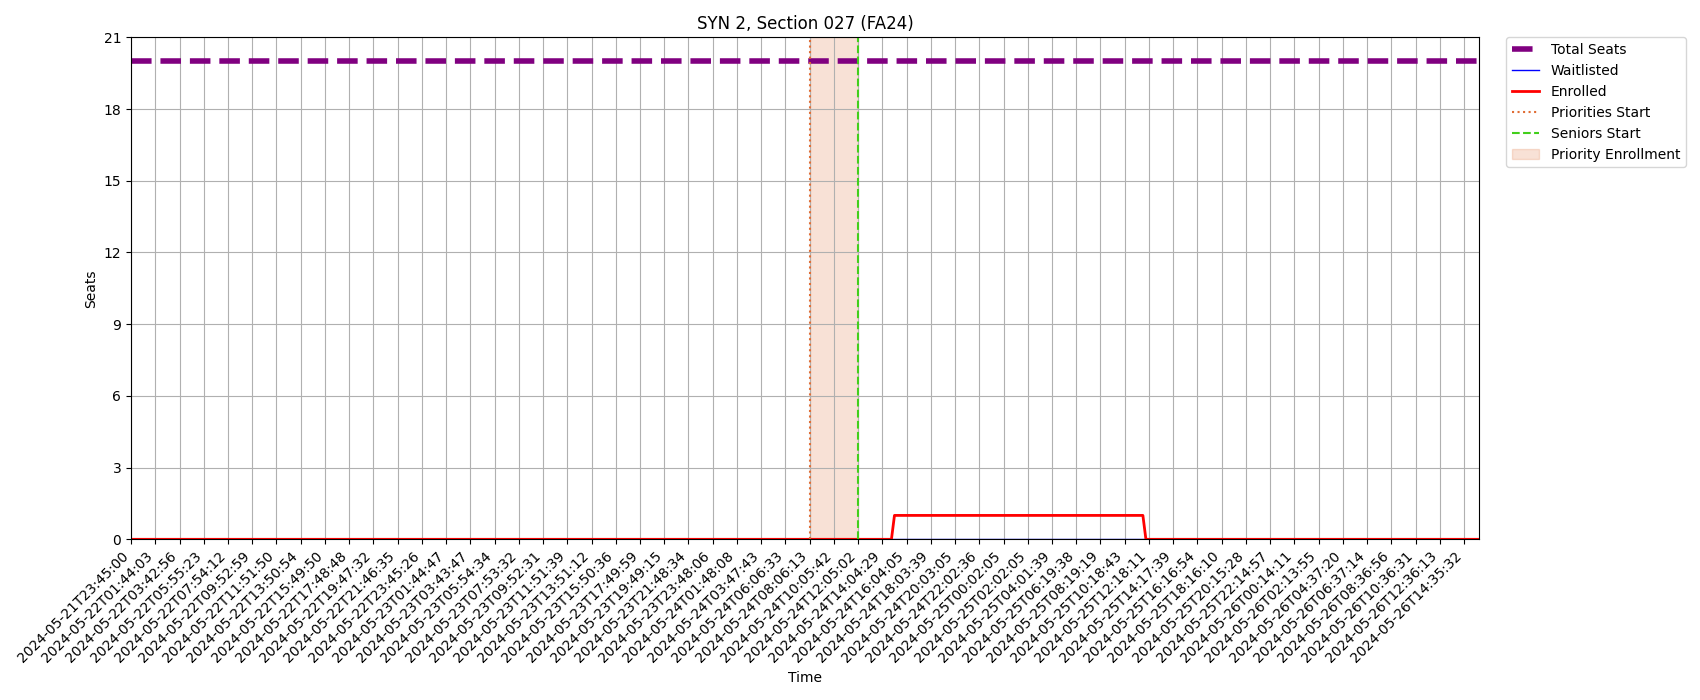 SYN 2, Section 027 (FA24)
Total Seats
Waitlisted
Enrolled
Priorities Start
Seniors Start
Priority Enrollment
Seats
21
18
15
12
9
6
3
0
2024-05-21T23:45:00
2024-05-22T01:44:03
2024-05-22T03:42:56
2024-05-22T05:55:23
2024-05-22T07:54:12
2024-05-22T09:52:59
2024-05-22T11:51:50
2024-05-22T13:50:54
2024-05-22T15:49:50
2024-05-22T17:48:48
2024-05-22T19:47:32
2024-05-22T21:46:35
2024-05-22T23:45:26
2024-05-23T01:44:47
2024-05-23T03:43:47
2024-05-23T05:54:34
2024-05-23T07:53:32
2024-05-23T09:52:31
2024-05-23T11:51:39
2024-05-23T13:51:12
2024-05-23T15:50:36
2024-05-23T17:49:59
2024-05-23T19:49:15
2024-05-23T21:48:34
2024-05-23T23:48:06
2024-05-24T01:48:08
2024-05-24T03:47:43
2024-05-24T06:06:33
2024-05-24T08:06:13
2024-05-24T10:05:42
2024-05-24T12:05:02
2024-05-24T14:04:29
2024-05-24T16:04:05
2024-05-24T18:03:39
2024-05-24T20:03:05
2024-05-24T22:02:36
2024-05-25T00:02:05
2024-05-25T02:02:05
2024-05-25T04:01:39
2024-05-25T06:19:38
2024-05-25T08:19:19
2024-05-25T10:18:43
2024-05-25T12:18:11
2024-05-25T14:17:39
2024-05-25T16:16:54
2024-05-25T18:16:10
2024-05-25T20:15:28
2024-05-25T22:14:57
2024-05-26T00:14:11
2024-05-26T02:13:55
2024-05-26T04:37:20
2024-05-26T06:37:14
2024-05-26T08:36:56
2024-05-26T10:36:31
2024-05-26T12:36:13
2024-05-26T14:35:32
Time